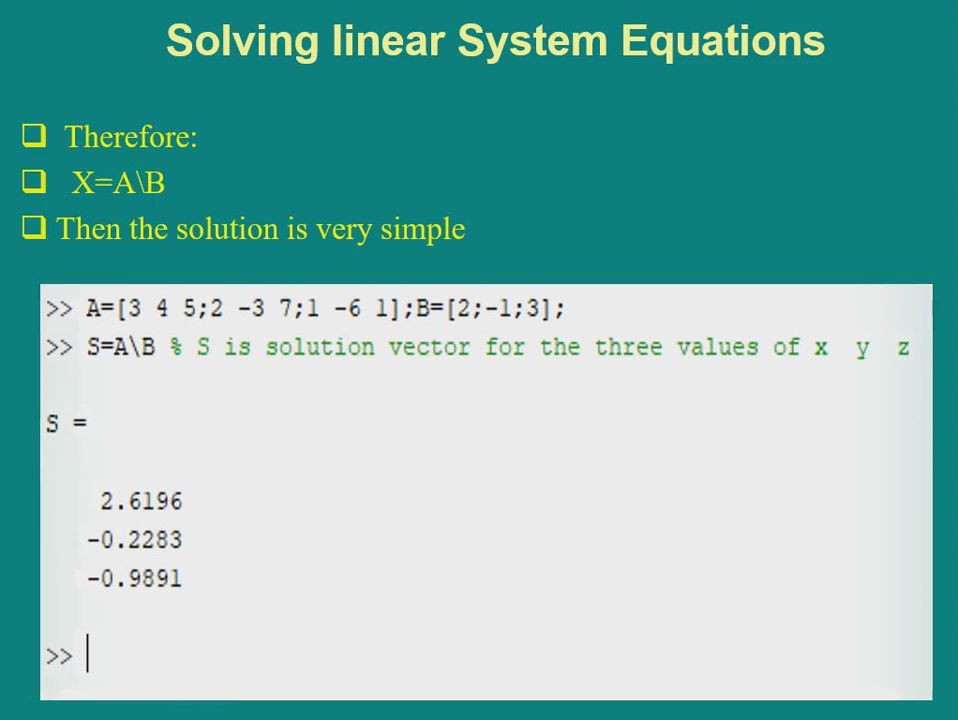 Solving linear System Equations
Therefore:
X=A\B
Then the solution is very simple
>> A=[3 4 5;2 -3 7;1 -6 1];B=[2;-1;3];
>> S=A\B % S is solution vector for the three values of x y z
S =
2.6196
-0.2283
-0.9891
>>